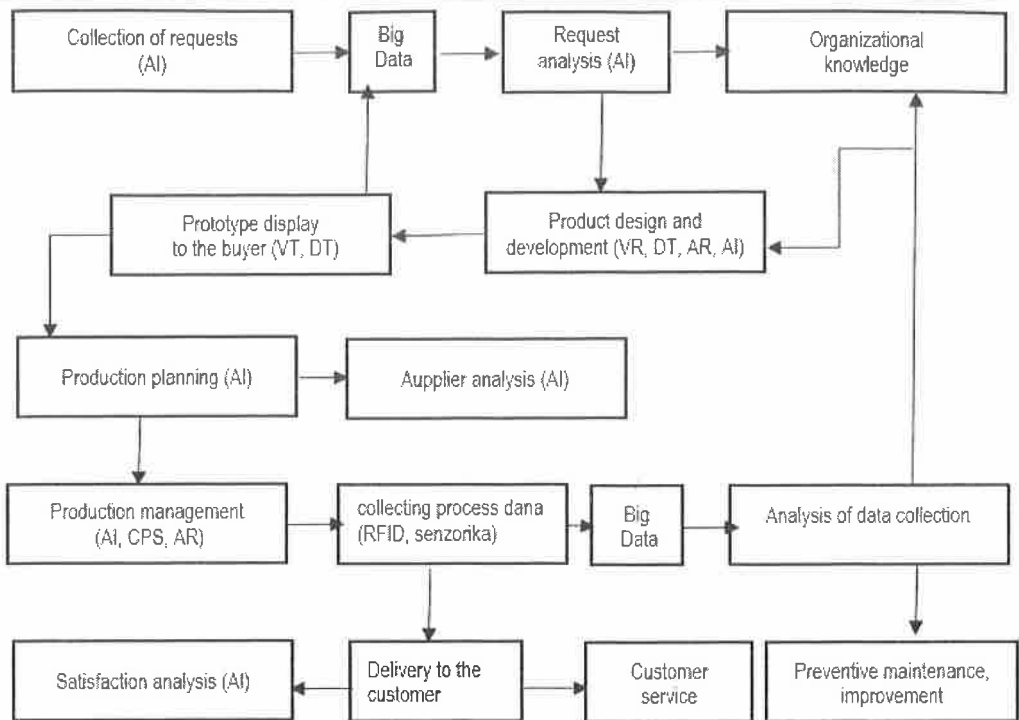 Collection of requests
(AI)
Big
Data
Request
analysis (AI)
Organizational
knowledge
Prototype display
to the buyer (VT, DT)
Product design and
development (VR, DT, AR, AI)
Production planning (AI)
Aupplier analysis (AI)
Production management
(AI, CPS, AR)
collecting process dana
(RFID, senzorika)
Big
Data
Analysis of data collection
Satisfaction analysis (AI)
Delivery to the
customer
Customer
service
Preventive maintenance,
improvement